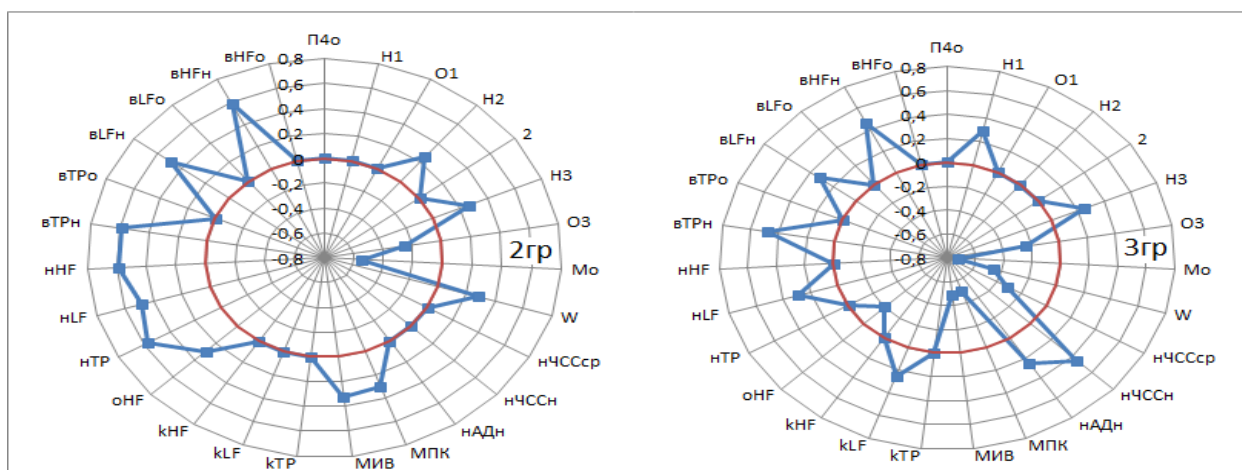 П4о
Н1
О1
Н2
2
Н3
О3
Мо
W
нЧССср
нЧССн
нАДн
МПК
МИВ
kTP
kLF
kHF
оHF
нTP
нLF
нHF
вTPн
вTPо
вLFн
вLFо
вHFн
вHFо
0,8
0,6
0,4
0,2
0
-0,2
-0,4
-0,6
-0,8
2гр
П4о
Н1
О1
Н2
2
Н3
О3
Мо
W
нЧССср
нЧССн
нАДн
МПК
МИВ
kTP
kLF
kHF
оHF
нTP
нLF
нHF
вTPн
вTPо
вLFн
вLFо
вHFн
вHFо
0,8
0,6
0,4
0,2
0
-0,2
-0,4
-0,6
-0,8
3гр